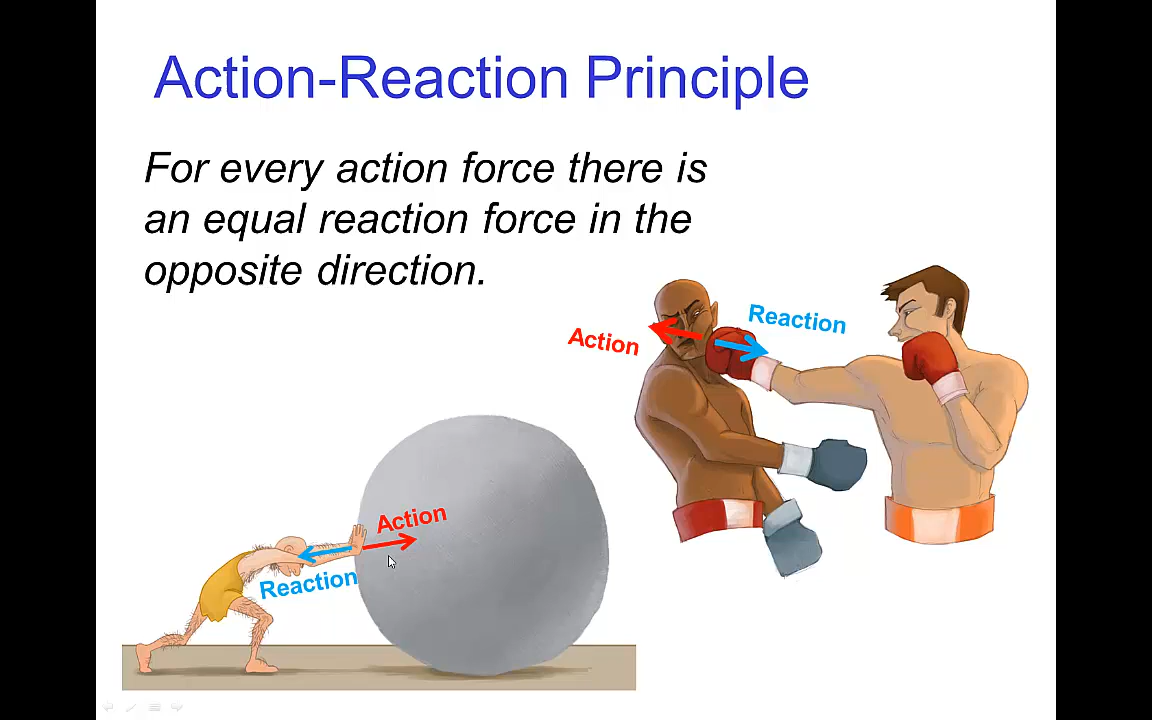 Action-Reaction Principle
For every action force there is
an equal reaction force in the
opposite direction.
Reaction
Action
Action
Reaction